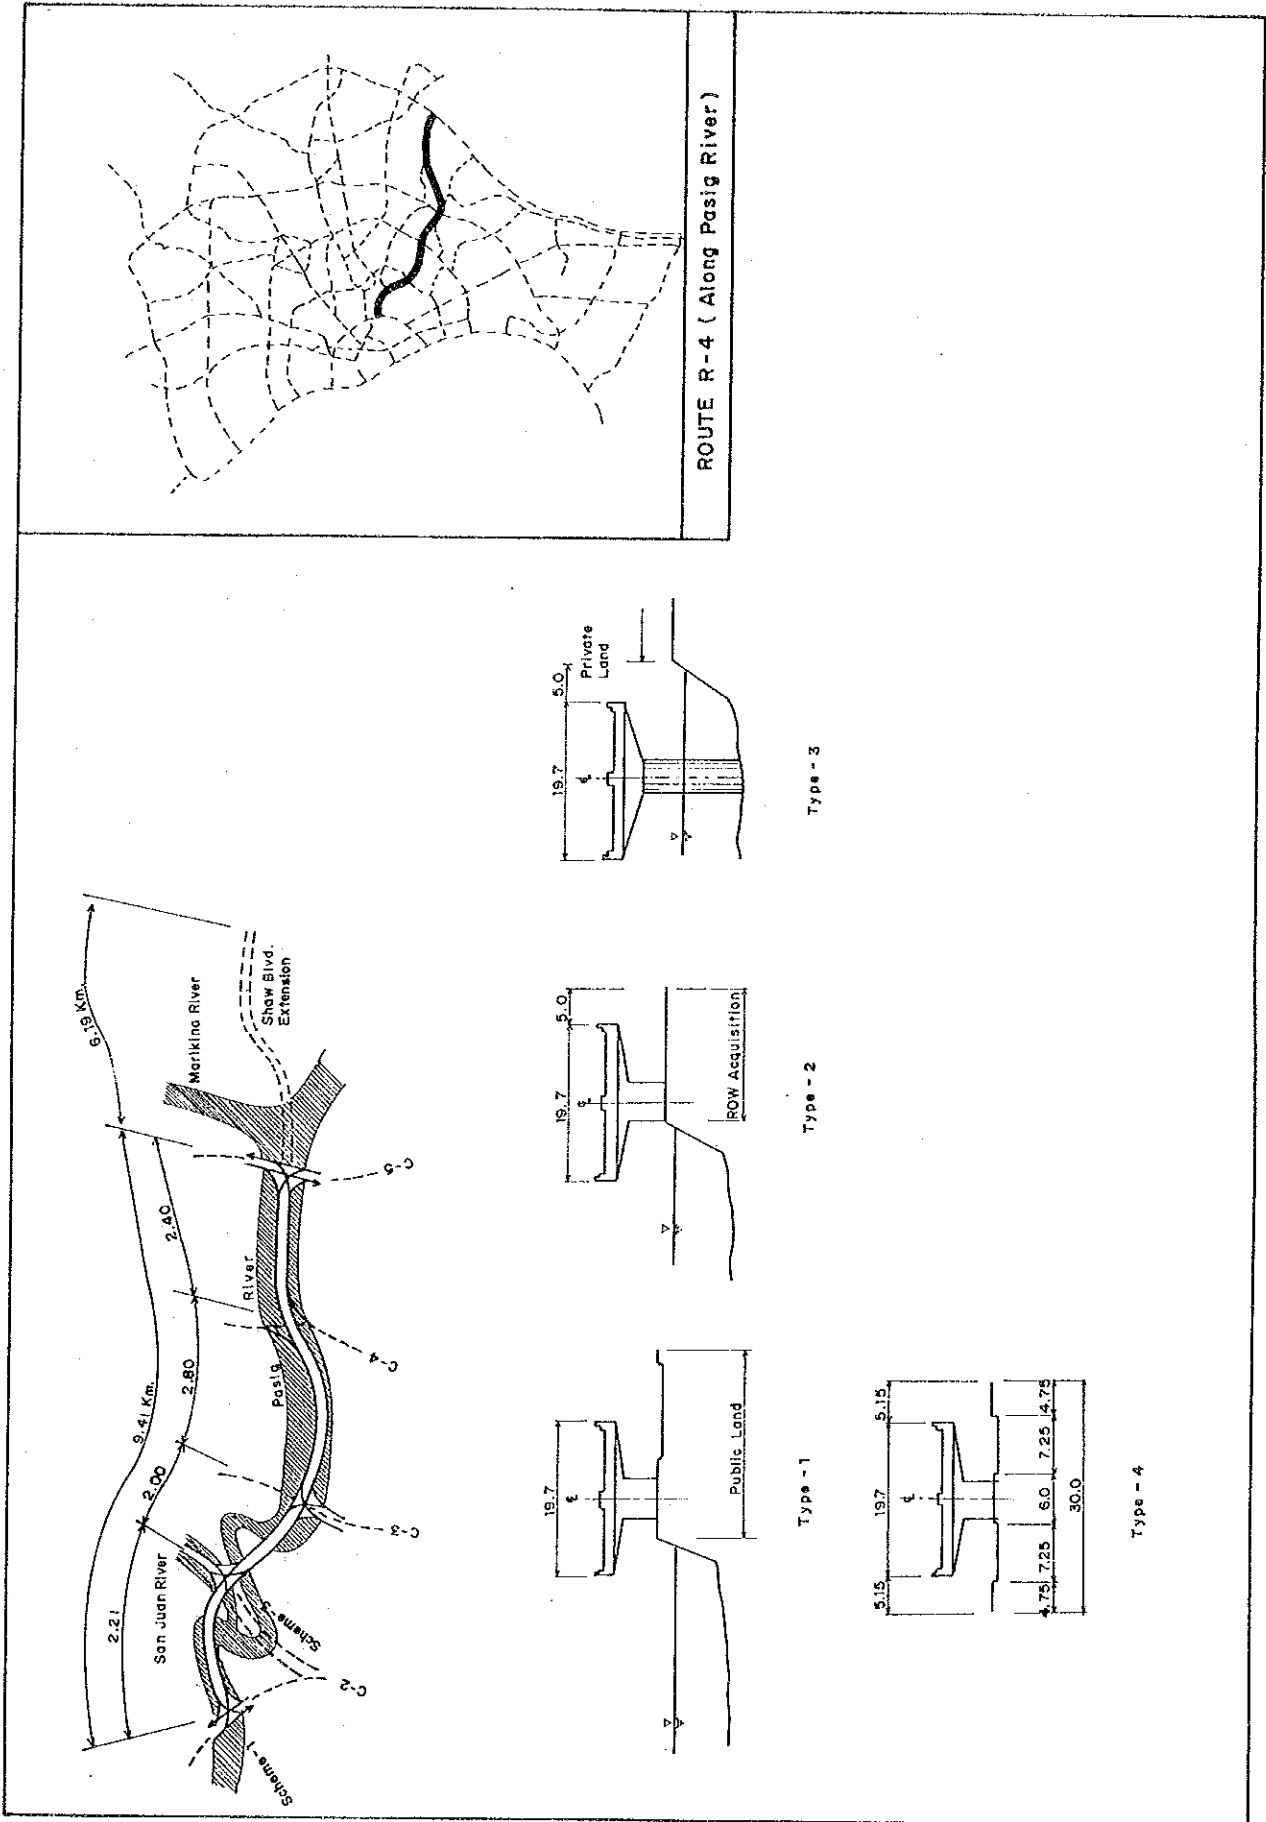 6.19 Km.
9.41 Km.
2.21
2.00
2.80
2.40
San Juan River
Marikina River
Pasig
River
Shaw Blvd.
Extension
Scheme-1
C-2
Scheme-3
C-3
C-4
C-5
19.7
Public Land
Type-1
19.7
5.0
ROW Acquisition
Type-2
19.7
5.0
Private
Land
Type-3
5.15
19.7
5.15
4.75
7.25
6.0
7.25
4.75
30.0
Type-4
ROUTE R-4 (Along Pasig River)